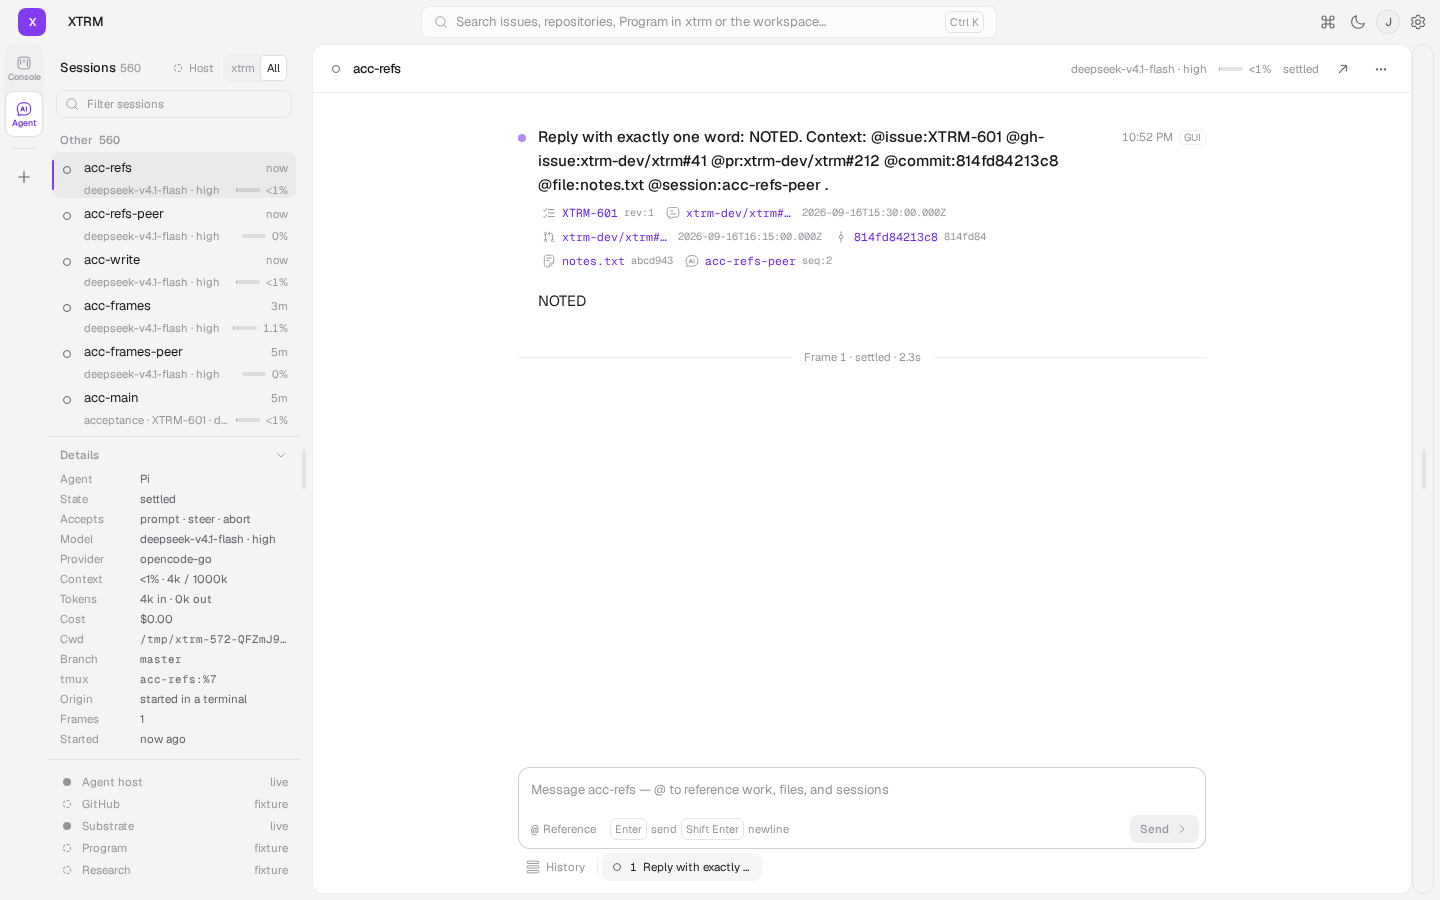 X XTRM
Search issues, repositories, Program in xtrm or the workspace... Ctrl K
J
Console
AI
Agent
Sessions 560 Host xtrm All
Filter sessions
Other 560
acc-refs now
deepseek-v4.1-flash · high <1%
acc-refs-peer now
deepseek-v4.1-flash · high 0%
acc-write now
deepseek-v4.1-flash · high <1%
acc-frames 3m
deepseek-v4.1-flash · high 1.1%
acc-frames-peer 5m
deepseek-v4.1-flash · high 0%
acc-main 5m
acceptance · XTRM-601 · d... <1%
Details
Agent Pi
State settled
Accepts prompt · steer · abort
Model deepseek-v4.1-flash · high
Provider opencode-go
Context <1% · 4k / 1000k
Tokens 4k in · 0k out
Cost $0.00
Cwd /tmp/xtrm-572-QFZmJ9...
Branch master
tmux acc-refs:%7
Origin started in a terminal
Frames 1
Started now ago
Agent host live
GitHub fixture
Substrate live
Program fixture
Research fixture
acc-refs deepseek-v4.1-flash · high <1% settled
Reply with exactly one word: NOTED. Context: @issue:XTRM-601 @gh- 10:52 PM GUI
issue:xtrm-dev/xtrm#41 @pr:xtrm-dev/xtrm#212 @commit:814fd84213c8
@file:notes.txt @session:acc-refs-peer .
XTRM-601 rev:1 xtrm-dev/xtrm#... 2026-09-16T15:30:00.000Z
xtrm-dev/xtrm#... 2026-09-16T16:15:00.000Z 814fd84213c8 814fd84
notes.txt abcd943 AI acc-refs-peer seq:2
NOTED
Frame 1 · settled · 2.3s
Message acc-refs — @ to reference work, files, and sessions
@ Reference Enter send Shift Enter newline Send
History 1 Reply with exactly ...